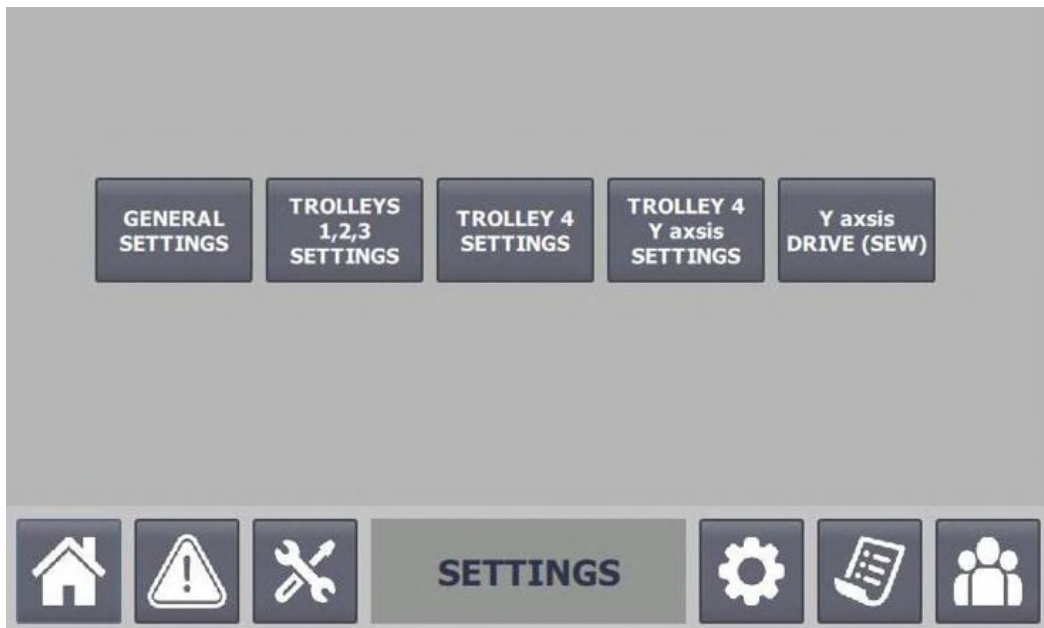 GENERAL
SETTINGS
TROLLEYS
1,2,3
SETTINGS
TROLLEY 4
SETTINGS
TROLLEY 4
Y axsis
SETTINGS
Y axsis
DRIVE (SEW)
SETTINGS